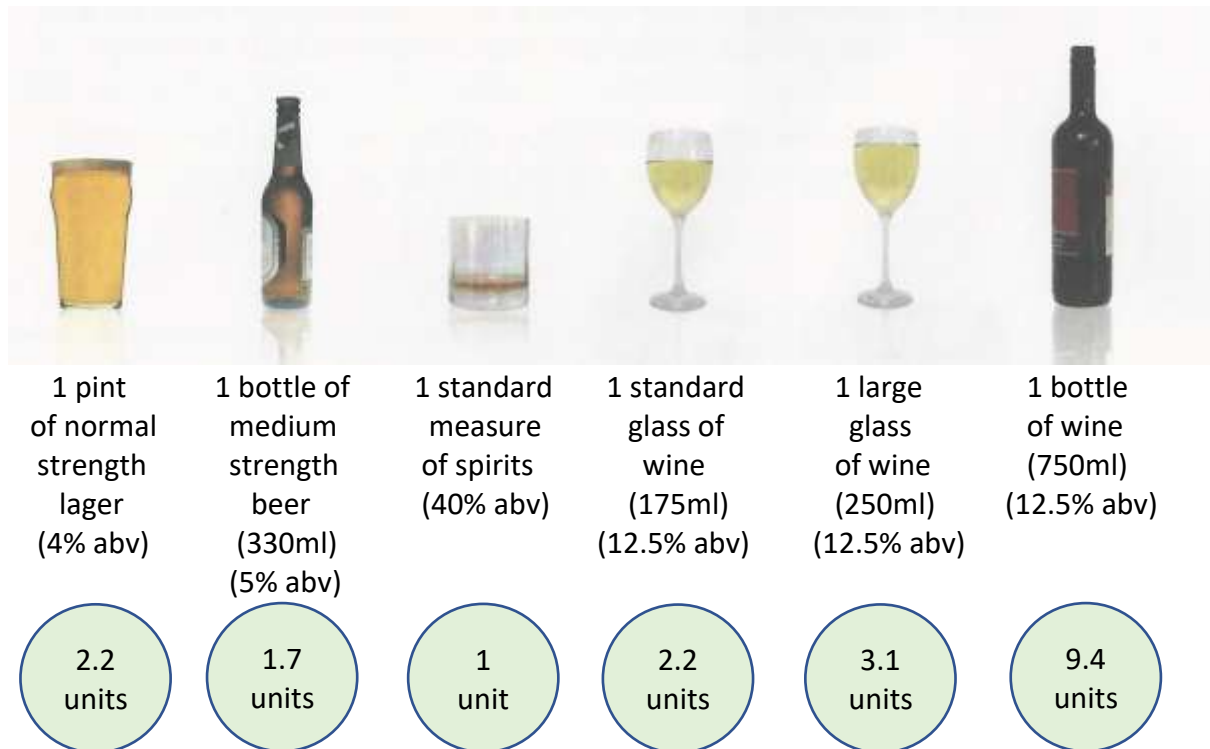 1 pint
of normal
strength
lager
(4% abv)
1 bottle of
medium
strength
beer
(330ml)
(5% abv)
1 standard
measure
of spirits
(40% abv)
1 standard
glass of
wine
(175ml)
(12.5% abv)
1 large
glass
of wine
(250ml)
(12.5% abv)
1 bottle
of wine
(750ml)
(12.5% abv)
2.2
units
1.7
units
1
unit
2.2
units
3.1
units
9.4
units